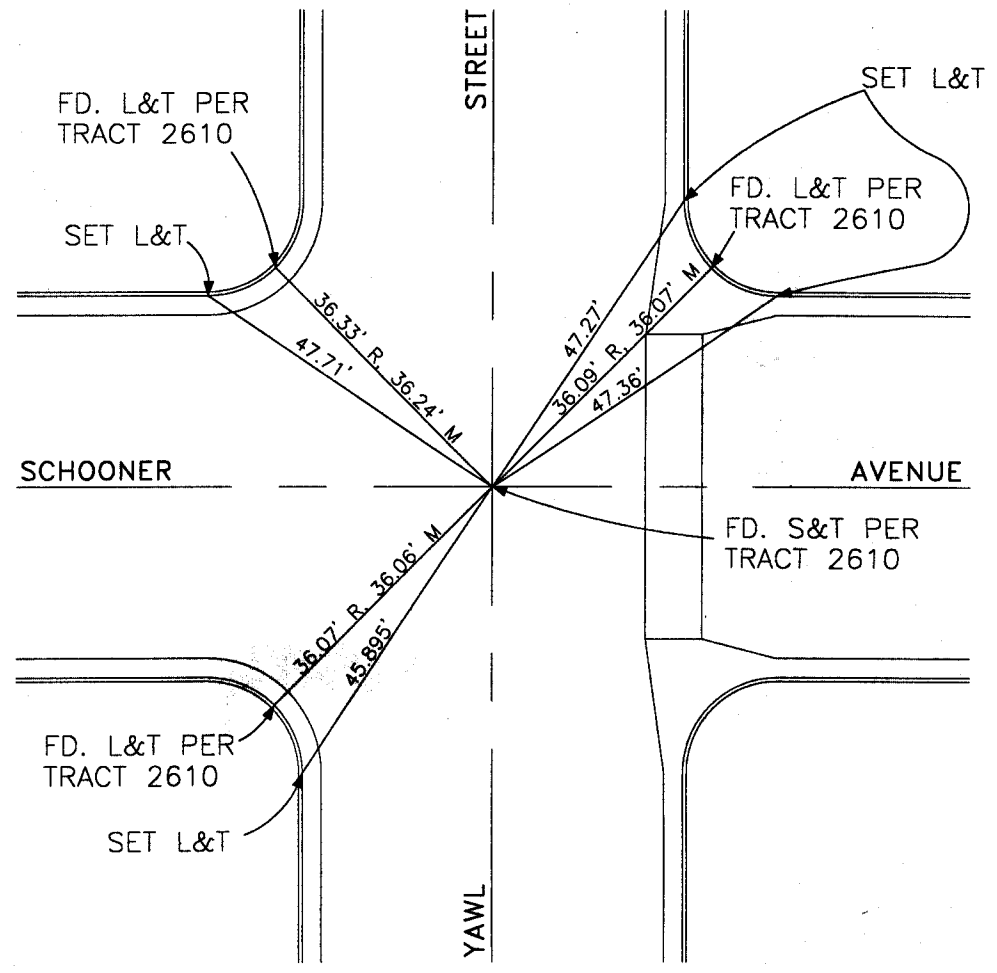 STREET
SET L&T
FD. L&T PER
TRACT 2610
FD. L&T PER
TRACT 2610
SET L&T
36.33' R, 36.24' M
47.71'
47.27'
36.09' R, 36.07' M
47.36'
SCHOONER
AVENUE
FD. S&T PER
TRACT 2610
36.07' R, 36.06' M
45.895'
FD. L&T PER
TRACT 2610
SET L&T
YAWL